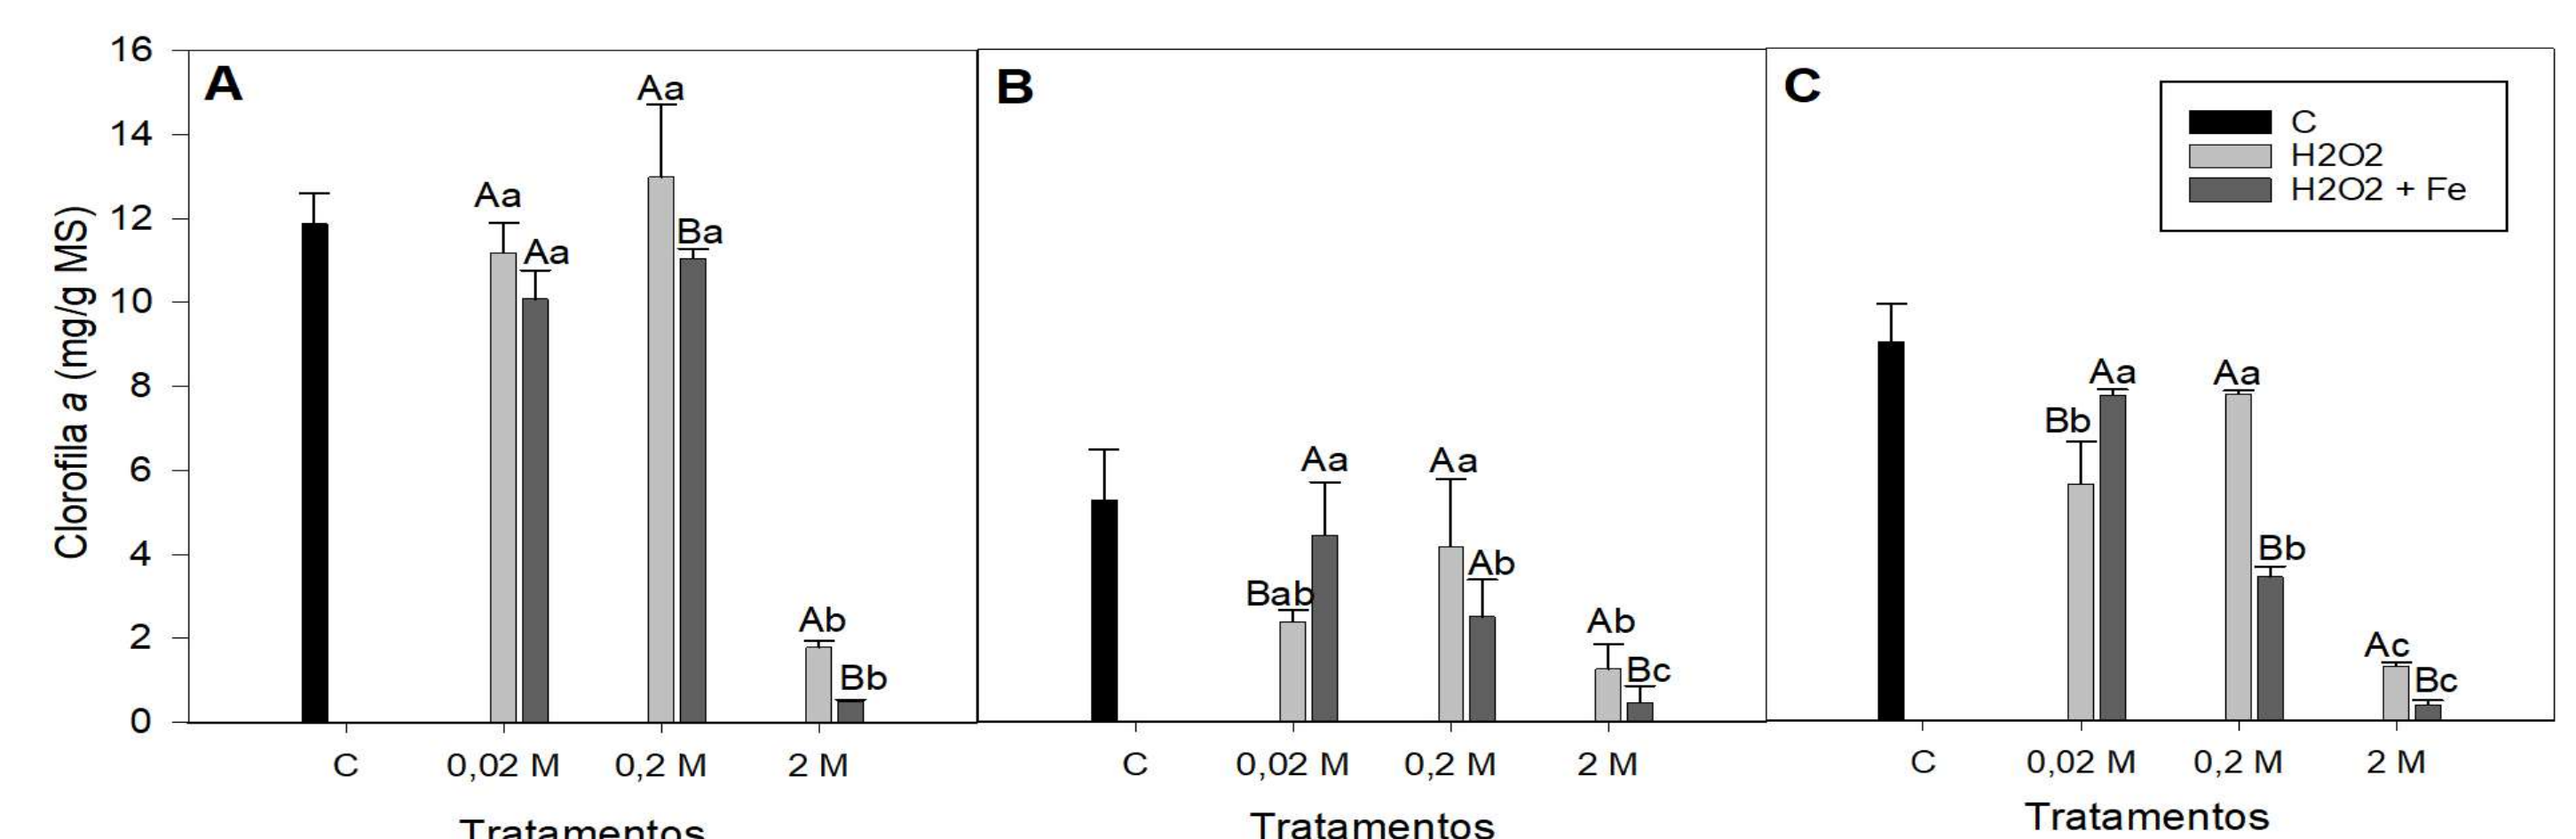 Clorofila a (mg/g MS)
16
14
12
10
8
6
4
2
0
A
Aa
Aa
Aa
Ba
Ab
Bb
C 0,02 M 0,2 M 2 M
Tratamentos
B
Bab
Aa
Aa
Ab
Ab
Bc
C 0,02 M 0,2 M 2 M
Tratamentos
C
C
H2O2
H2O2 + Fe
Bb
Aa
Aa
Bb
Ac
Bc
C 0,02 M 0,2 M 2 M
Tratamentos